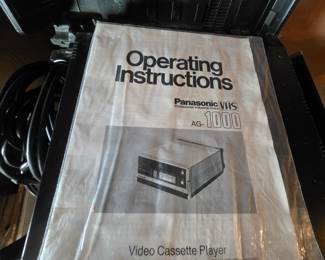 Operating
Instructions
Panasonic VHS
AG-1000
Video Cassette Player